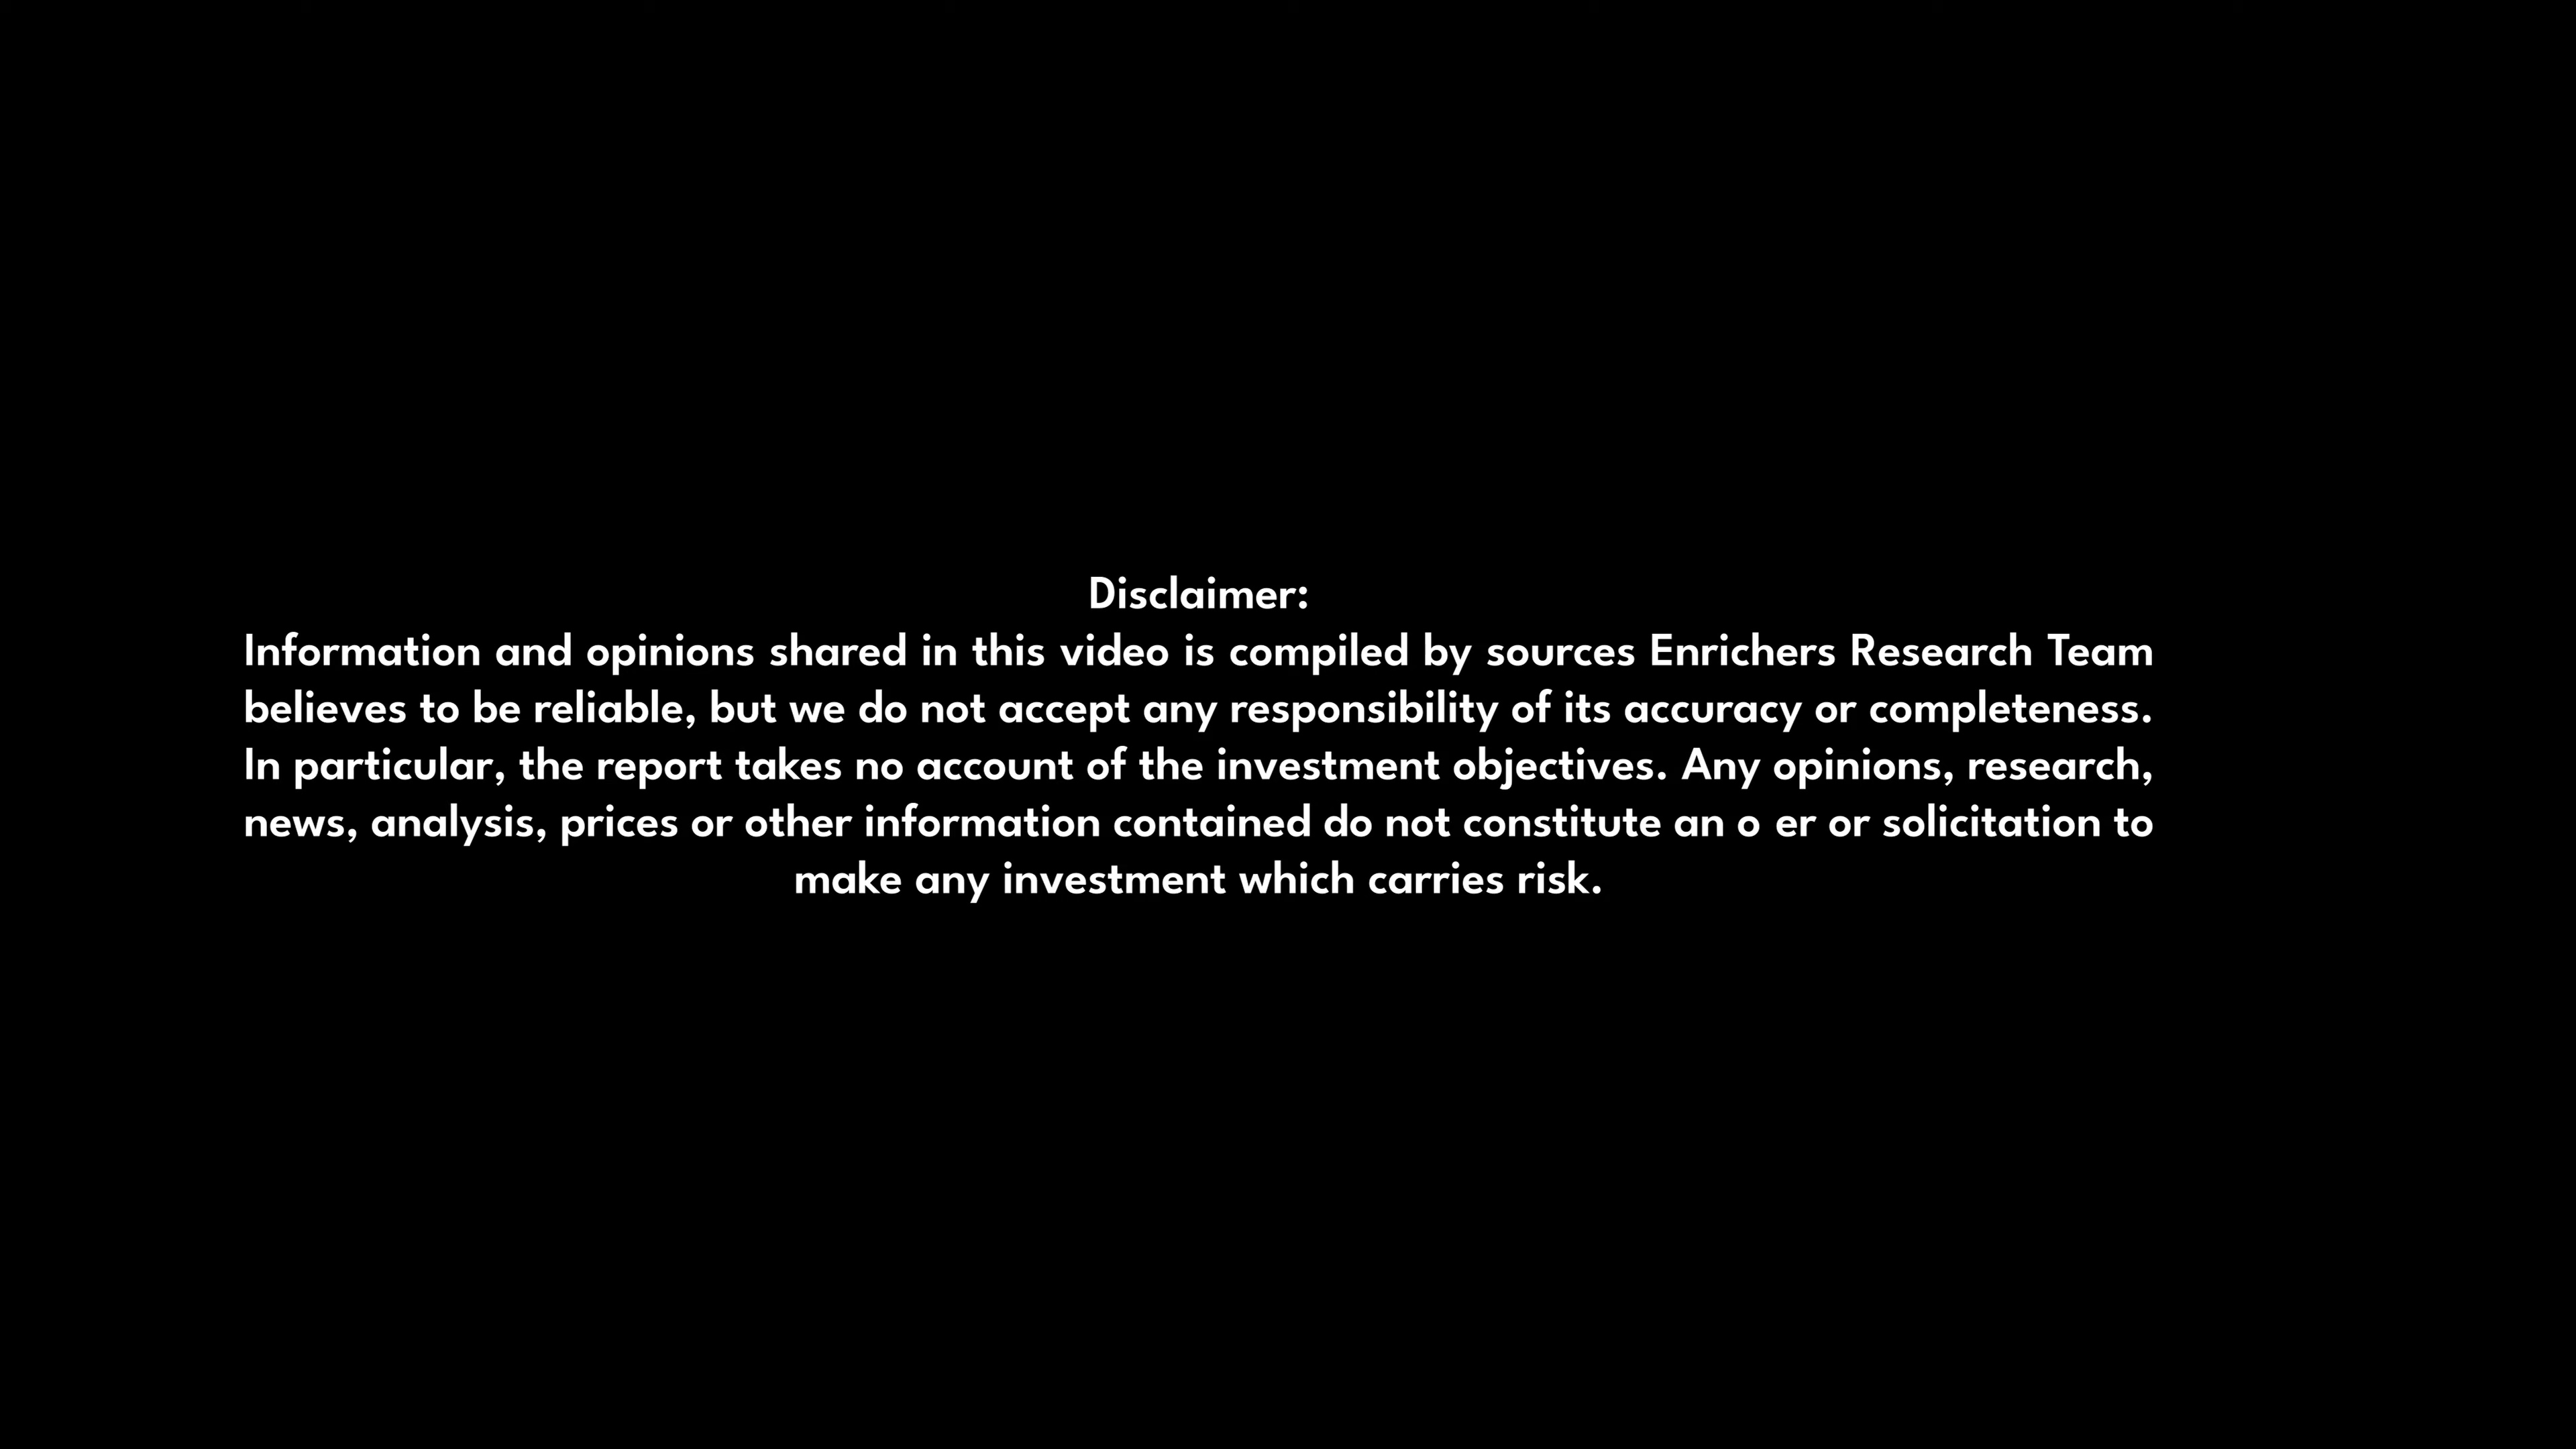 Disclaimer:
Information and opinions shared in this video is compiled by sources Enrichers Research Team
believes to be reliable, but we do not accept any responsibility of its accuracy or completeness.
In particular, the report takes no account of the investment objectives. Any opinions, research,
news, analysis, prices or other information contained do not constitute an o er or solicitation to
make any investment which carries risk.